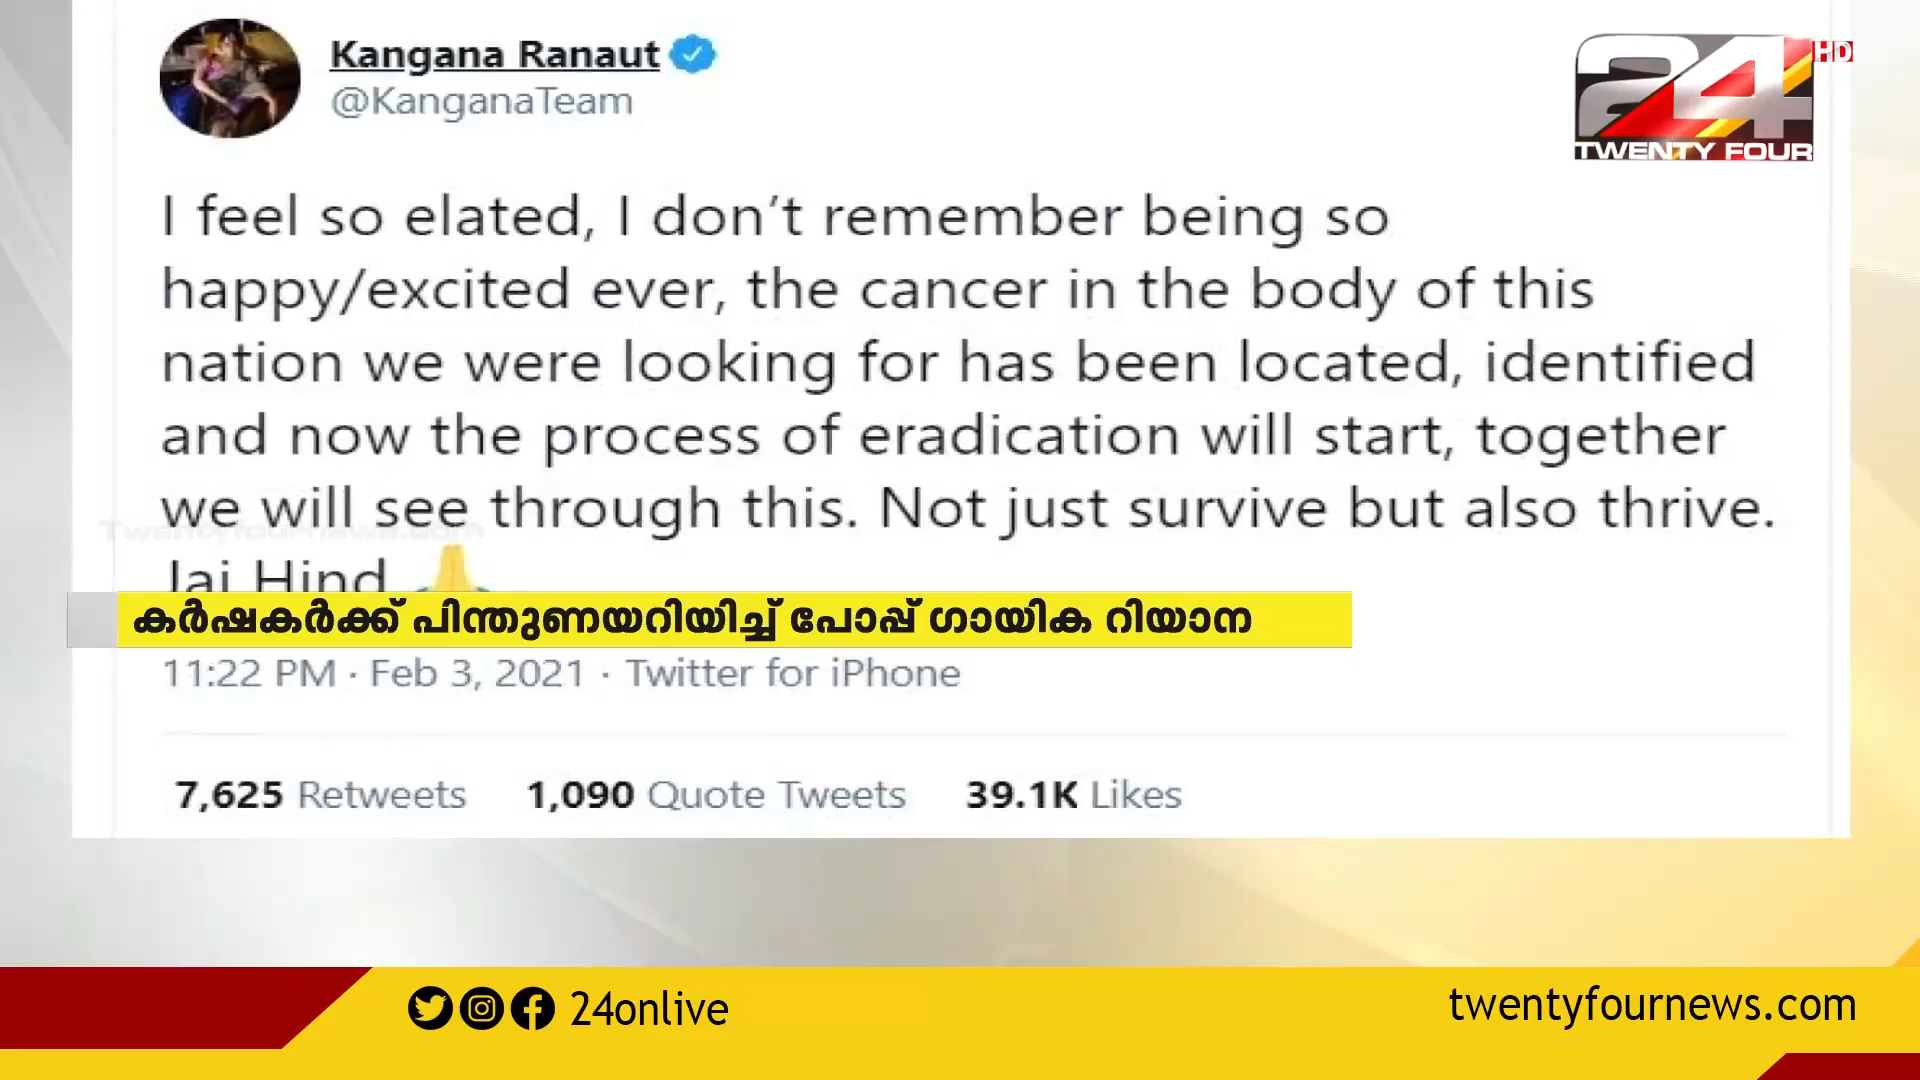 Kangana Ranaut
@KanganaTeam
24
.HD
TWENTY FOUR
I feel so elated, I don’t remember being so
happy/excited ever, the cancer in the body of this
nation we were looking for has been located, identified
and now the process of eradication will start, together
we will see through this. Not just survive but also thrive.
Twentyfournews.com
Jai Hind
കർഷകർക്ക് പിന്തുണയറിയിച്ച് പോപ്പ് ഗായിക റിയാന
11:22 PM · Feb 3, 2021 · Twitter for iPhone
7,625 Retweets 1,090 Quote Tweets 39.1K Likes
24onlive
twentyfournews.com